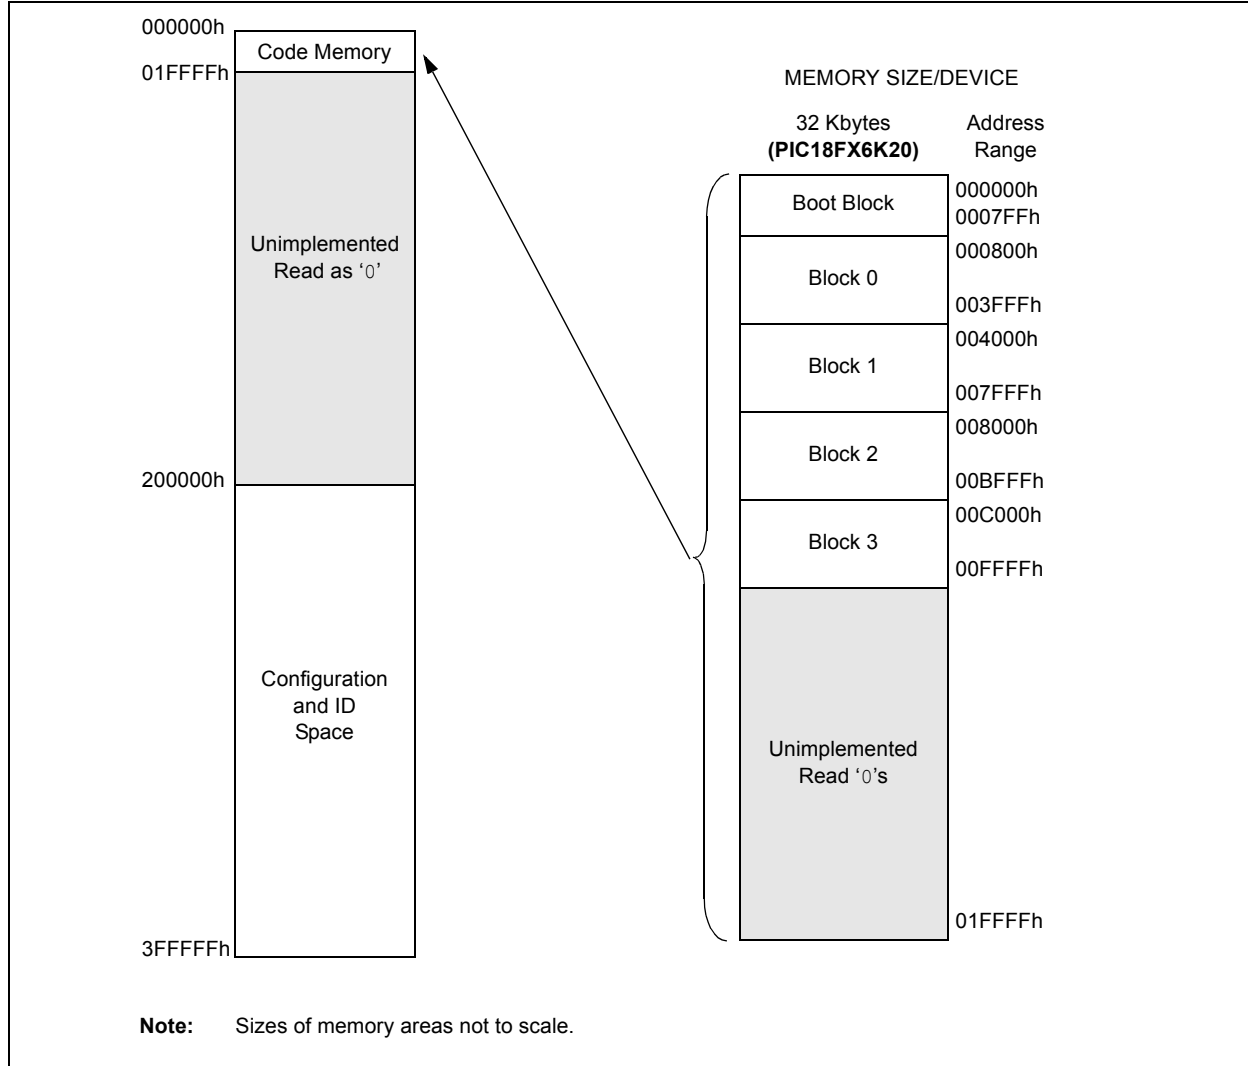 000000h
Code Memory
01FFFFh
Unimplemented
Read as ‘0’
200000h
Configuration
and ID
Space
3FFFFFh
MEMORY SIZE/DEVICE
32 Kbytes
(PIC18FX6K20)
Address
Range
Boot Block
000000h
0007FFh
Block 0
000800h
003FFFh
Block 1
004000h
007FFFh
Block 2
008000h
00BFFFh
Block 3
00C000h
00FFFFh
Unimplemented
Read ‘0’s
01FFFFh
Note: Sizes of memory areas not to scale.